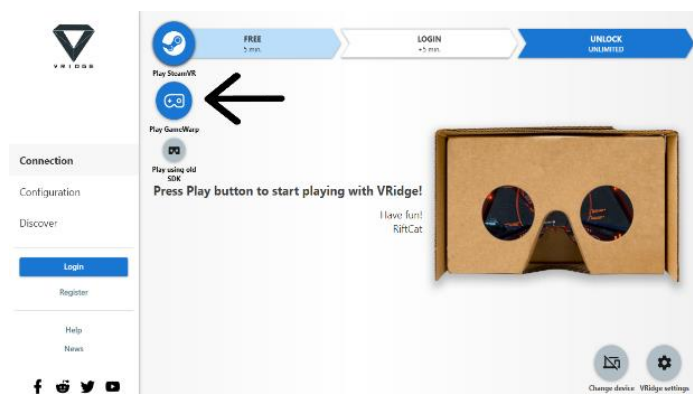 VRIDGE
FREE
5 min.
LOGIN
+5 min.
UNLOCK
UNLIMITED
Play SteamVR
Play GameWarp
Play using old
SDK
Press Play button to start playing with VRidge!
Have fun!
RiftCat
Connection
Configuration
Discover
Login
Register
Help
News
Change device
VRidge settings